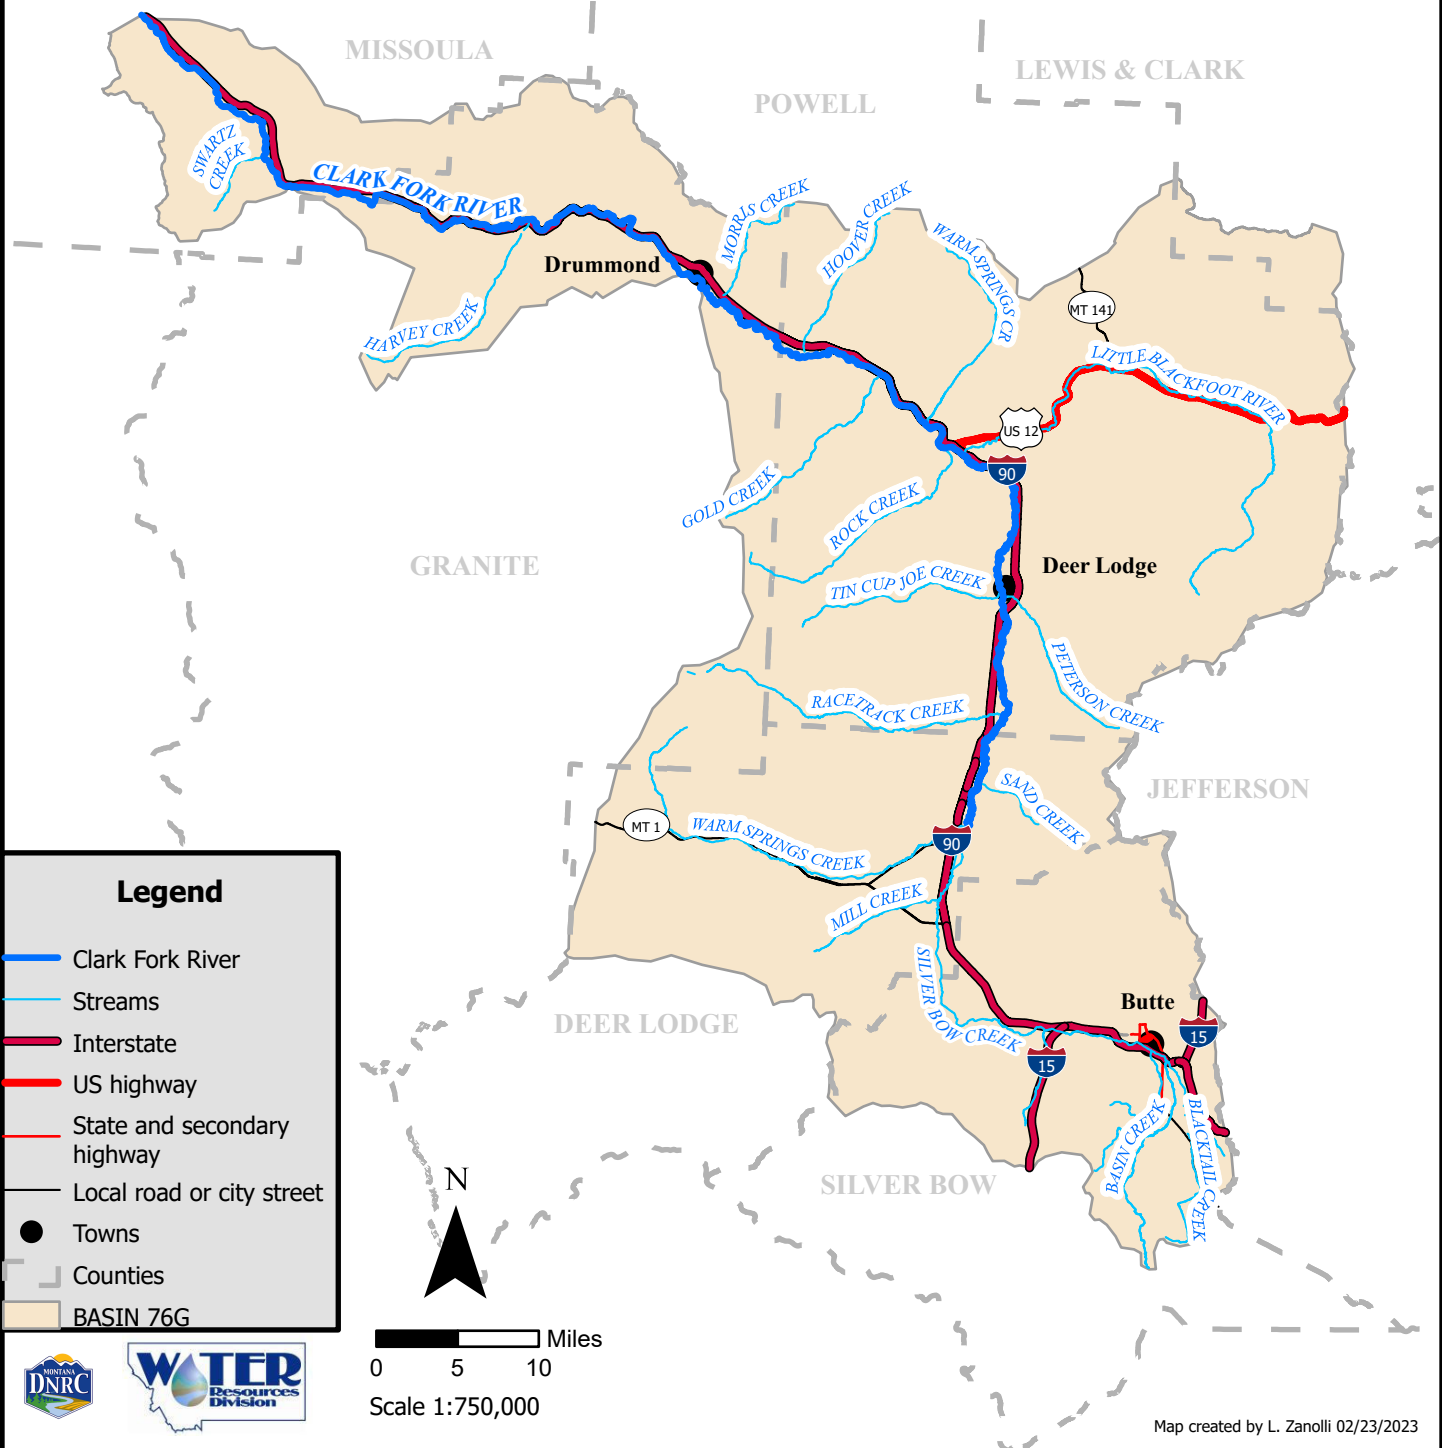 MISSOULA
LEWIS & CLARK
POWELL
SWARTZ
CREEK
CLARK FORK RIVER
MORRIS CREEK
HOOVER CREEK
WARM SPRINGS CR
Drummond
MT 141
HARVEY CREEK
LITTLE BLACKFOOT RIVER
US 12
90
GOLD CREEK
ROCK CREEK
GRANITE
Deer Lodge
TIN CUP JOE CREEK
PETERSON CREEK
RACETRACK CREEK
JEFFERSON
SAND CREEK
MT 1
WARM SPRINGS CREEK
90
MILL CREEK
SILVER BOW CREEK
Butte
DEER LODGE
15
15
BASIN CREEK
BLACKTAIL CREEK
SILVER BOW
Legend
Clark Fork River
Streams
Interstate
US highway
State and secondary
highway
Local road or city street
Towns
Counties
BASIN 76G
N
Miles
0 5 10
Scale 1:750,000
MONTANA
DNRC
WATER
Resources
Division
Map created by L. Zanolli 02/23/2023